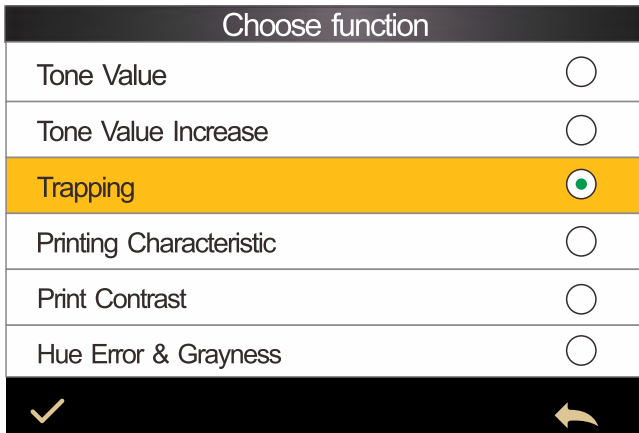 Choose function
Tone Value
Tone Value Increase
Trapping
Printing Characteristic
Print Contrast
Hue Error & Grayness